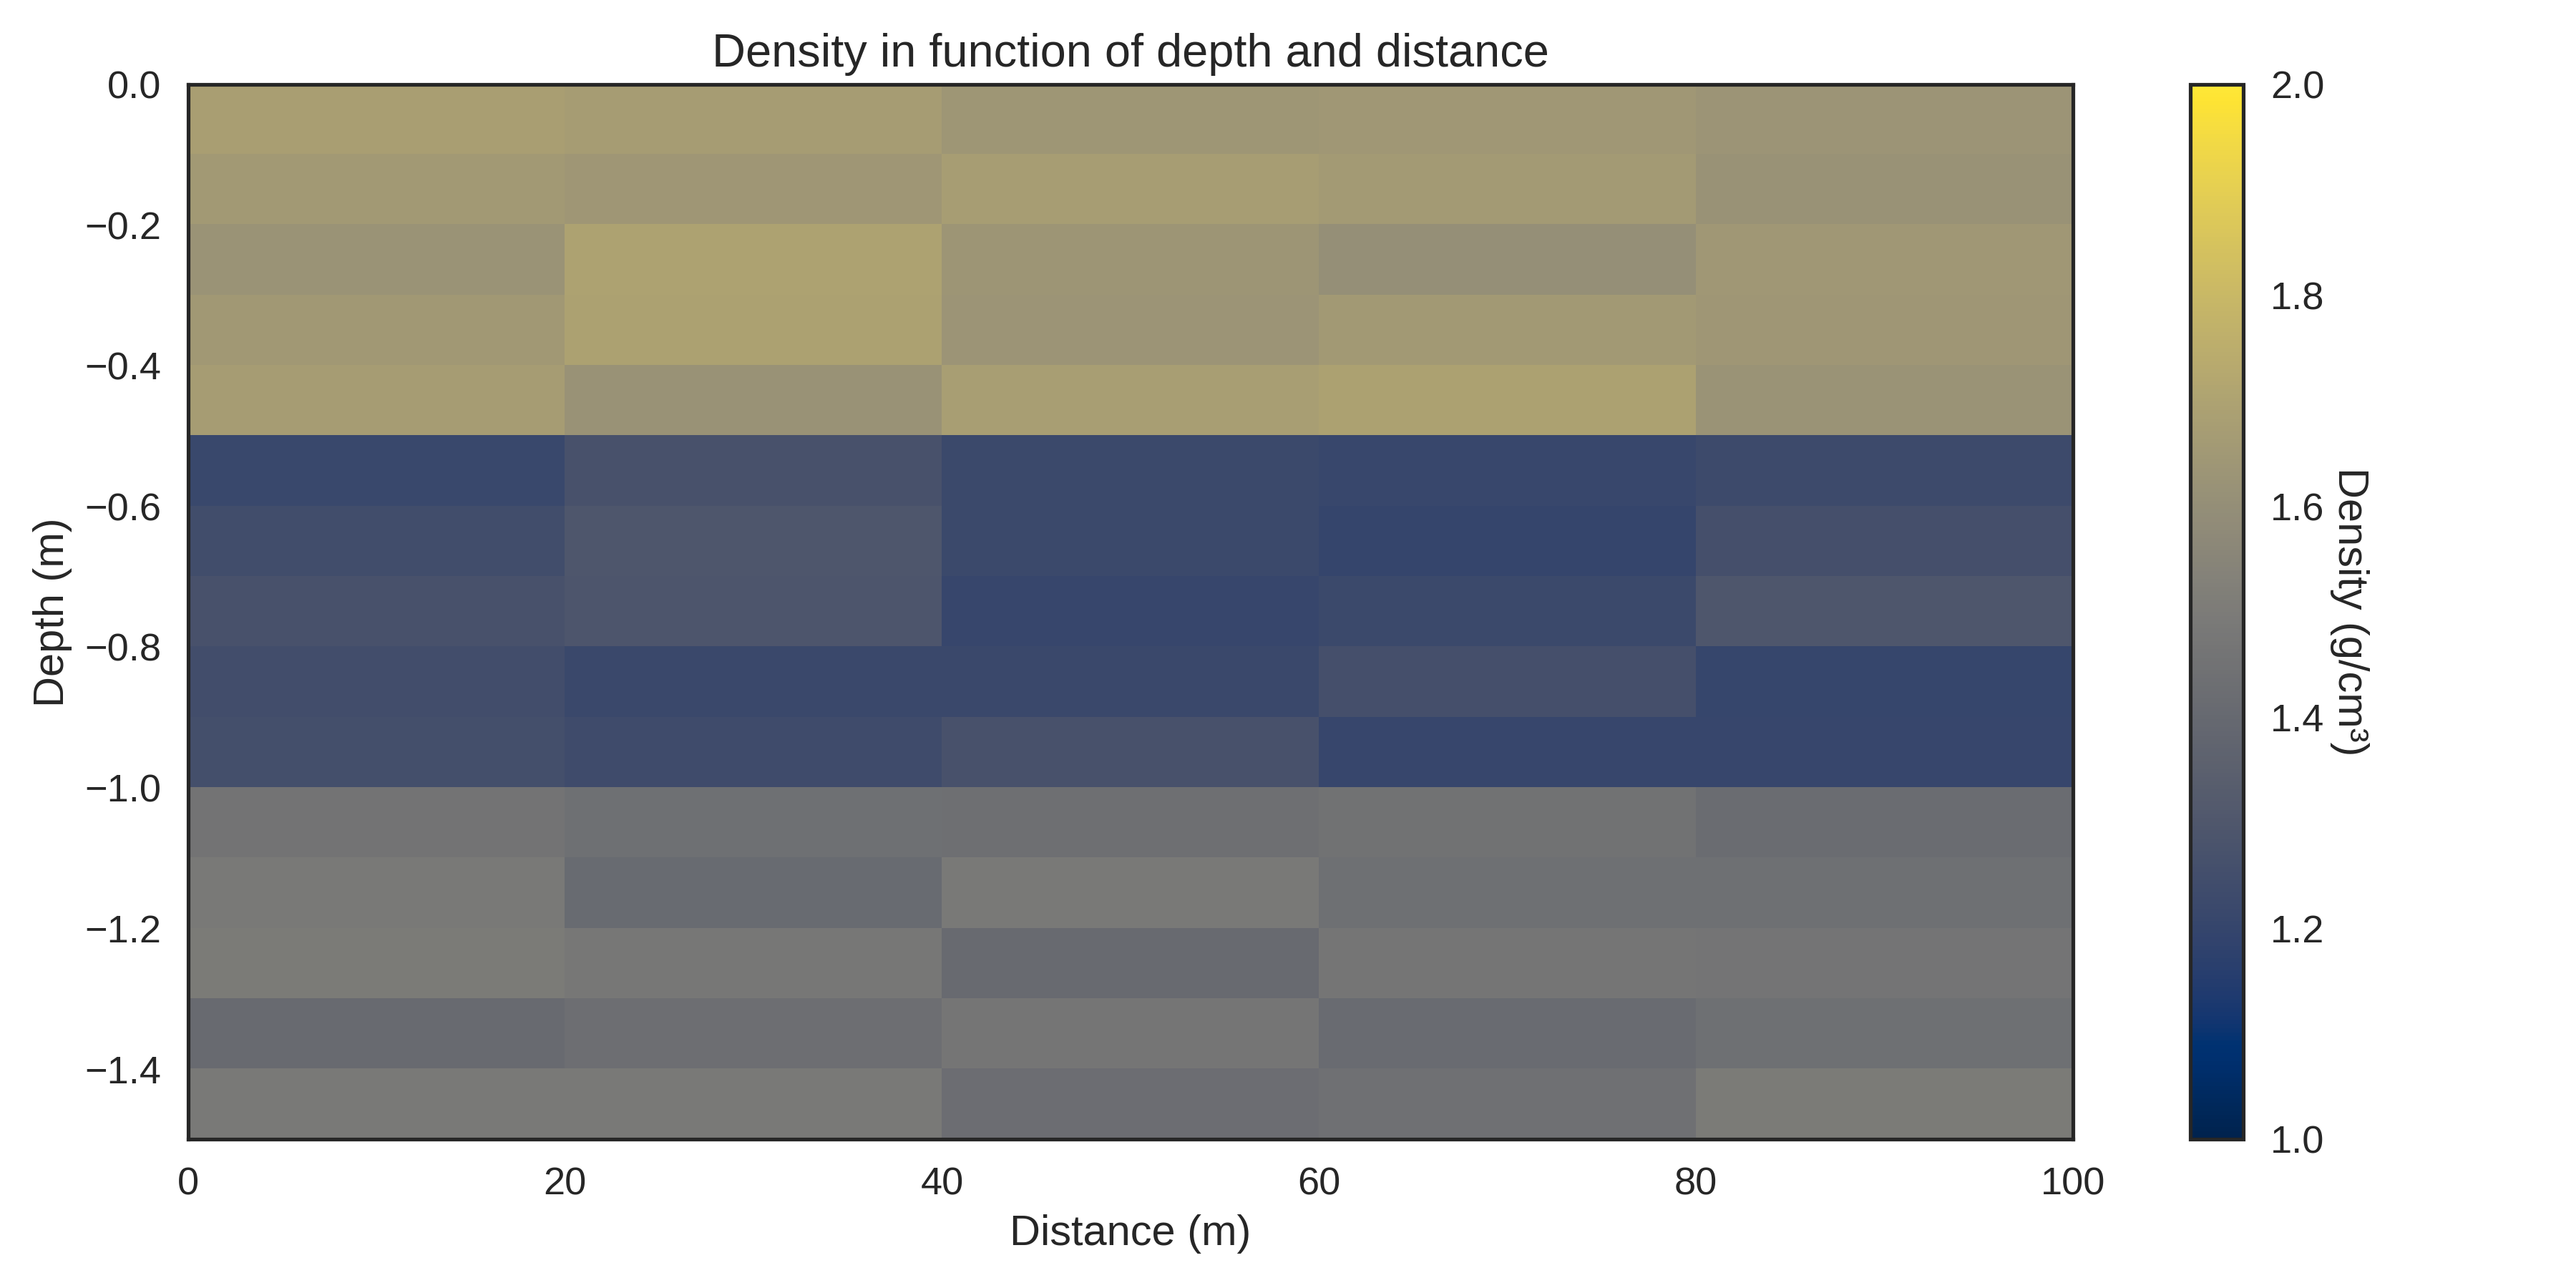 Density in function of depth and distance
0.0
−0.2
−0.4
−0.6
−0.8
−1.0
−1.2
−1.4
Depth (m)
0 20 40 60 80 100
Distance (m)
2.0
1.8
1.6
1.4
1.2
1.0
Density (g/cm³)